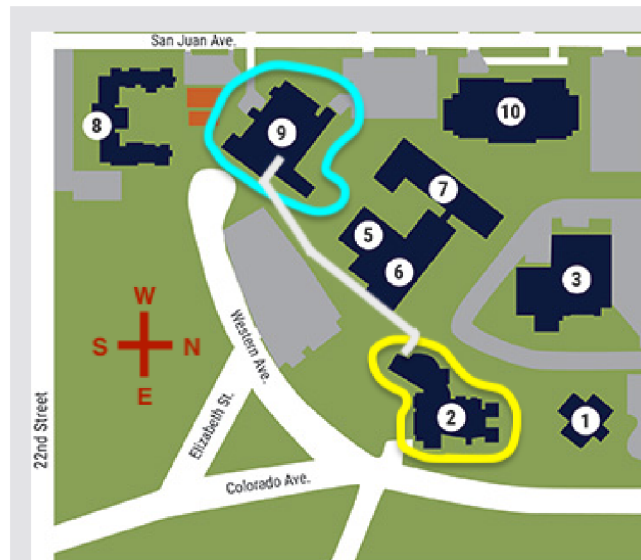 San Juan Ave.
10
9
8
7
5
6
3
W
S N
E
Western Ave.
22nd Street
Elizabeth St.
2
1
Colorado Ave.